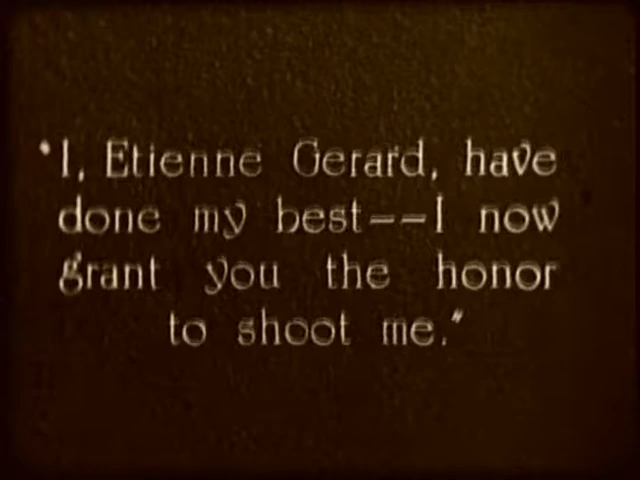 "I, Etienne Gerard, have
done my best--I now
grant you the honor
to shoot me."